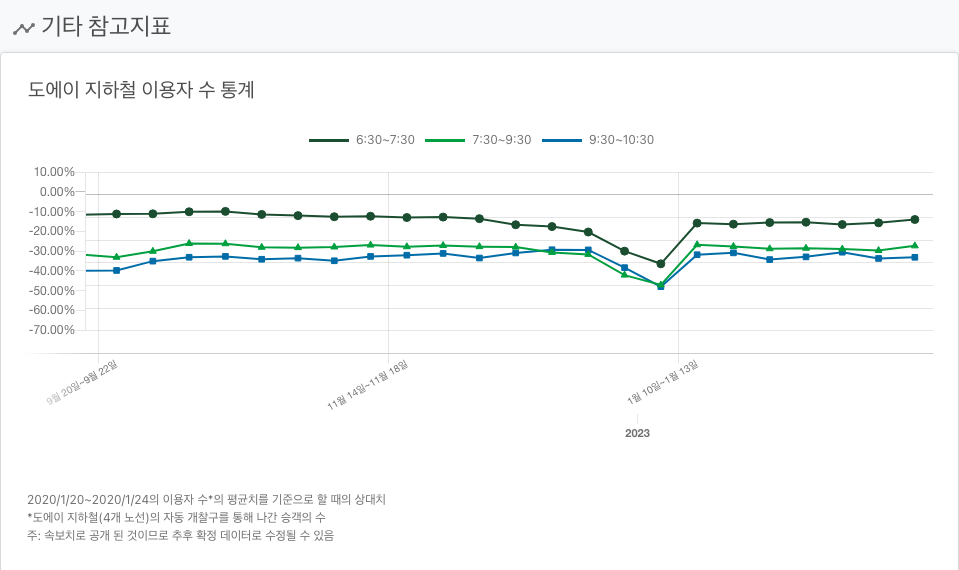 기타 참고지표
도에이 지하철 이용자 수 통계
6:30~7:30 7:30~9:30 9:30~10:30
10.00%
0.00%
-10.00%
-20.00%
-30.00%
-40.00%
-50.00%
-60.00%
-70.00%
9월 20일~9월 22일 11월 14일~11월 18일 1월 10일~1월 13일
2023
2020/1/20~2020/1/24의 이용자 수*의 평균치를 기준으로 할 때의 상대치
*도에이 지하철(4개 노선)의 자동 개찰구를 통해 나간 승객의 수
주: 속보치로 공개 된 것이므로 추후 확정 데이터로 수정될 수 있음